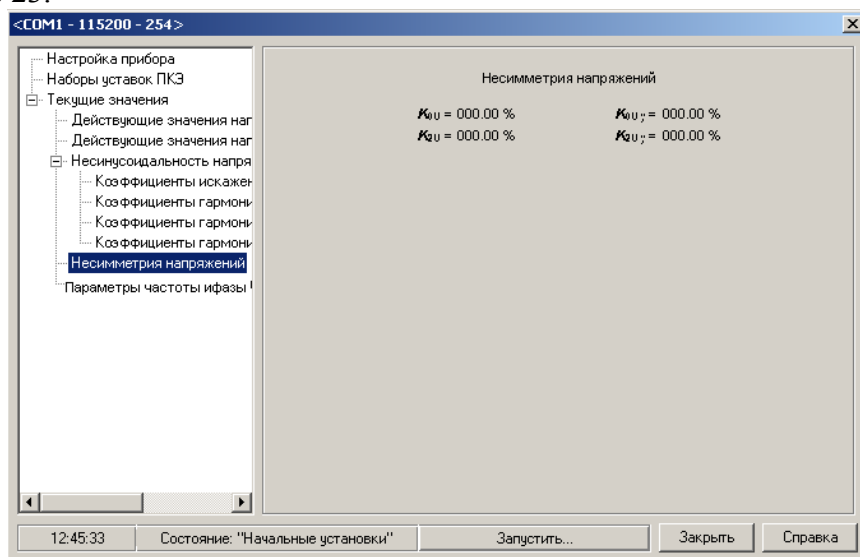 <COM1 - 115200 - 254>
Настройка прибора
Наборы уставок ПКЭ
Текущие значения
Действующие значения наг
Действующие значения наг
Несинусоидальность напря
Коэффициенты искажен
Коэффициенты гармони
Коэффициенты гармони
Коэффициенты гармони
Несимметрия напряжений
Параметры частоты ифазы
Несимметрия напряжений
K0U = 000.00 % K0U; = 000.00 %
K2U = 000.00 % K2U; = 000.00 %
12:45:33 Состояние: "Начальные установки" Запустить... Закрыть Справка